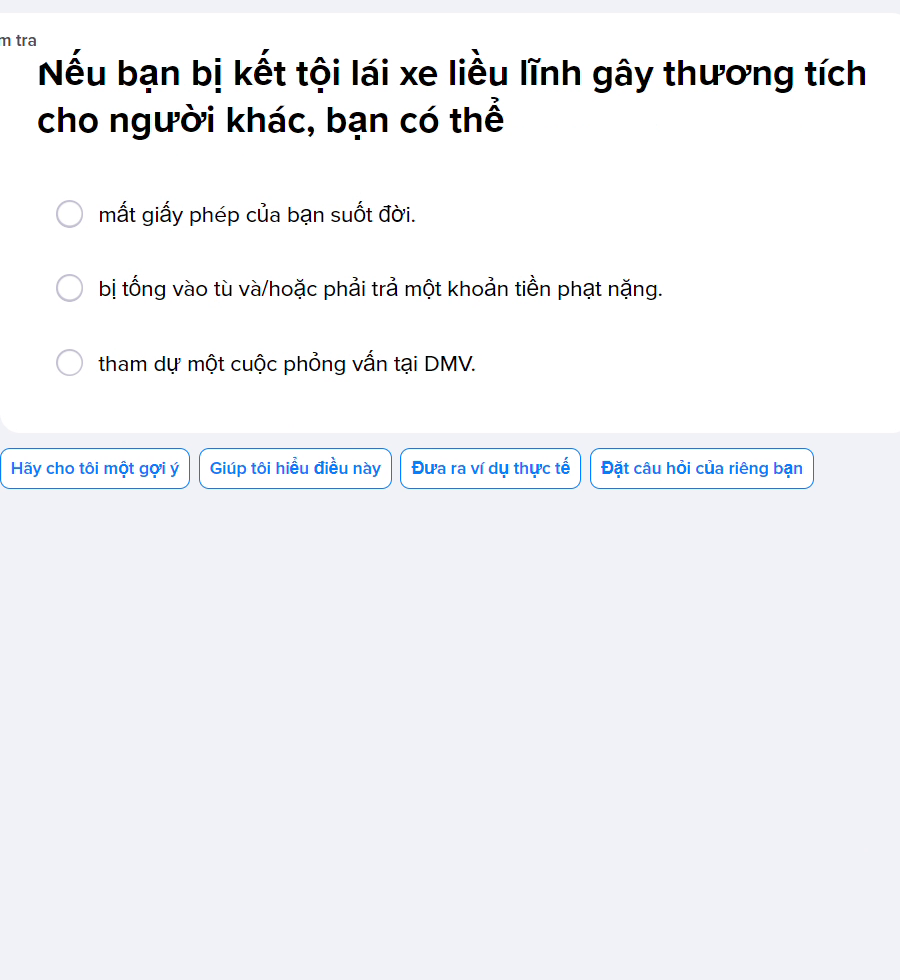 tra
Nếu bạn bị kết tội lái xe liều lĩnh gây thương tích
cho người khác, bạn có thể
mất giấy phép của bạn suốt đời.
bị tống vào tù và/hoặc phải trả một khoản tiền phạt nặng.
tham dự một cuộc phỏng vấn tại DMV.
Hãy cho tôi một gợi ý
Giúp tôi hiểu điều này
Đưa ra ví dụ thực tế
Đặt câu hỏi của riêng bạn